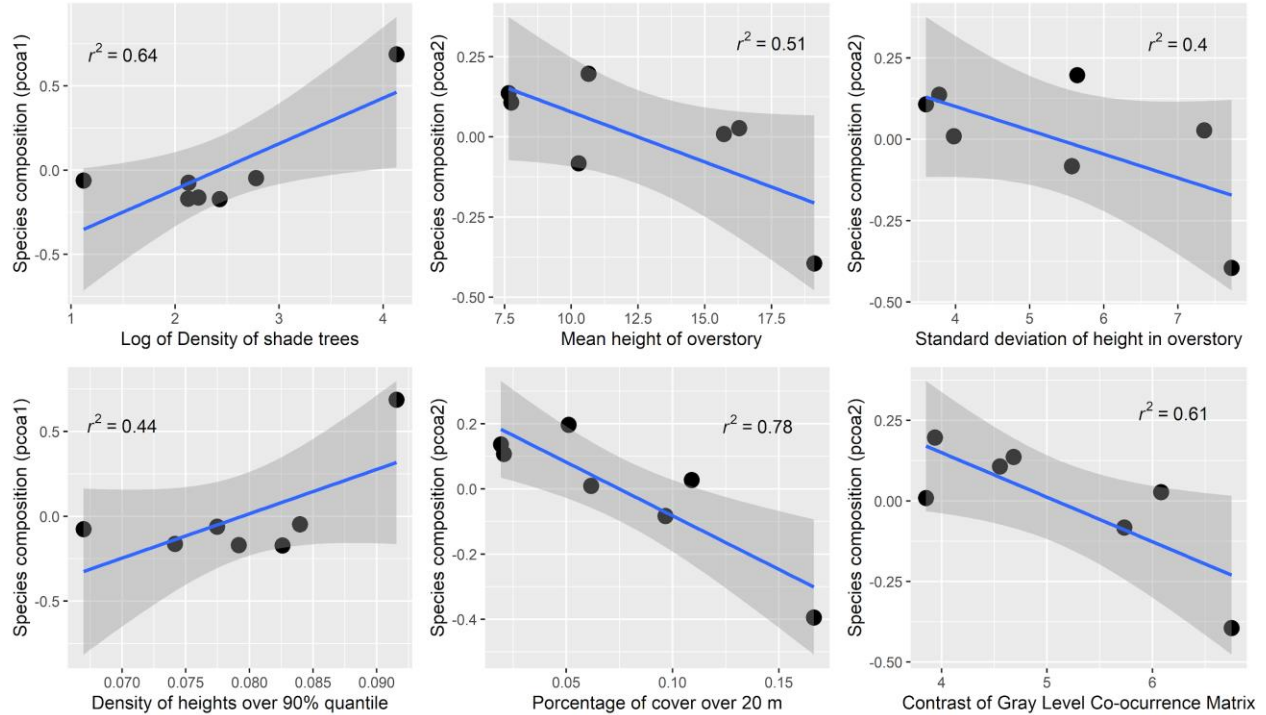 Species composition (pcoa1)
0.5
0.0
-0.5
r² = 0.64
1 2 3 4
Log of Density of shade trees
Species composition (pcoa2)
0.25
0.00
-0.25
-0.50
r² = 0.51
7.5 10.0 12.5 15.0 17.5
Mean height of overstory
Species composition (pcoa2)
0.25
0.00
-0.25
-0.50
r² = 0.4
4 5 6 7
Standard deviation of height in overstory
Species composition (pcoa1)
0.5
0.0
-0.5
r² = 0.44
0.070 0.075 0.080 0.085 0.090
Density of heights over 90% quantile
Species composition (pcoa2)
0.2
0.0
-0.2
-0.4
r² = 0.78
0.05 0.10 0.15
Porcentage of cover over 20 m
Species composition (pcoa2)
0.25
0.00
-0.25
-0.50
r² = 0.61
4 5 6
Contrast of Gray Level Co-ocurrence Matrix